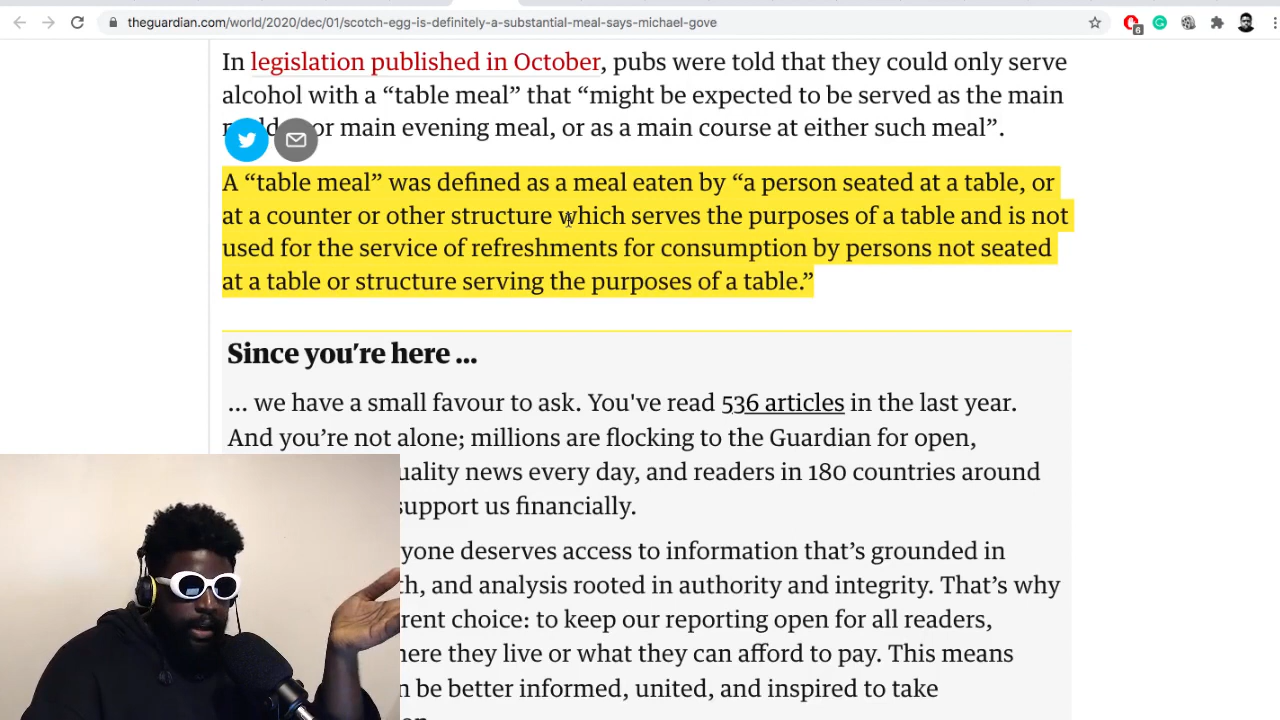 theguardian.com/world/2020/dec/01/scotch-egg-is-definitely-a-substantial-meal-says-michael-gove
6
In legislation published in October, pubs were told that they could only serve
alcohol with a “table meal” that “might be expected to be served as the main
or main evening meal, or as a main course at either such meal”.
A “table meal” was defined as a meal eaten by “a person seated at a table, or
at a counter or other structure which serves the purposes of a table and is not
used for the service of refreshments for consumption by persons not seated
at a table or structure serving the purposes of a table.”
Since you’re here ...
... we have a small favour to ask. You've read 536 articles in the last year.
And you’re not alone; millions are flocking to the Guardian for open,
news every day, and readers in 180 countries around
support us financially.
deserves access to information that’s grounded in
and analysis rooted in authority and integrity. That’s why
choice: to keep our reporting open for all readers,
they live or what they can afford to pay. This means
be better informed, united, and inspired to take